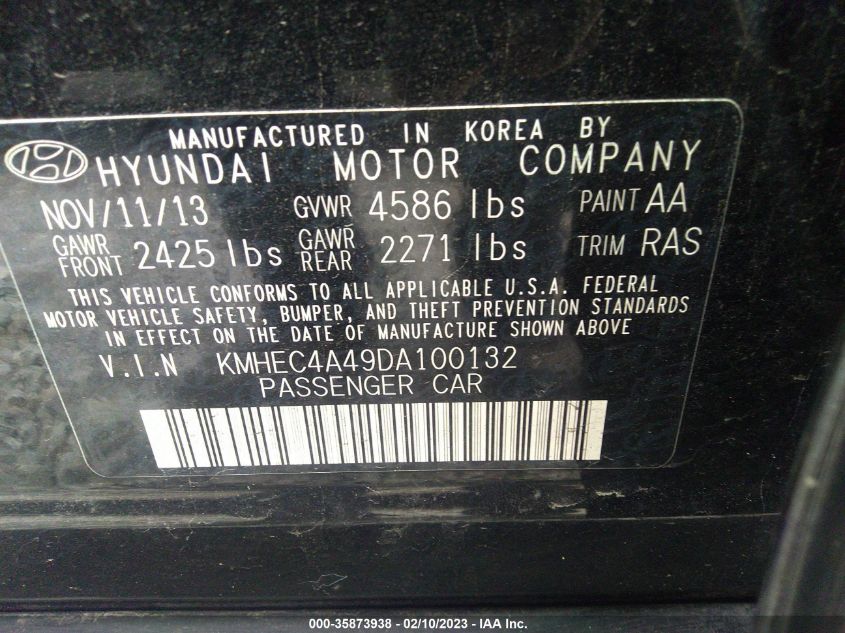 MANUFACTURED IN KOREA BY
HYUNDAI MOTOR COMPANY
NOV/11/13 GVWR 4586 lbs PAINT AA
GAWR FRONT 2425 lbs GAWR REAR 2271 lbs TRIM RAS
THIS VEHICLE CONFORMS TO ALL APPLICABLE U.S.A. FEDERAL
MOTOR VEHICLE SAFETY, BUMPER, AND THEFT PREVENTION STANDARDS
IN EFFECT ON THE DATE OF MANUFACTURE SHOWN ABOVE
V.I.N KMHEC4A49DA100132
PASSENGER CAR
000-35873938 - 02/10/2023 - IAA Inc.